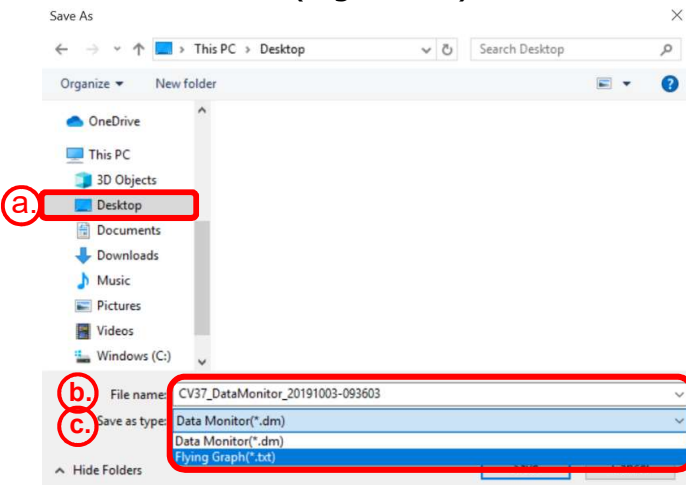 Save As
This PC > Desktop
Search Desktop
Organize
New folder
OneDrive
This PC
3D Objects
a. Desktop
Documents
Downloads
Music
Pictures
Videos
Windows (C:)
b. File name: CV37_DataMonitor_20191003-093603
c. Save as type: Data Monitor(*.dm)
Data Monitor(*.dm)
Flying Graph(*.txt)
Hide Folders